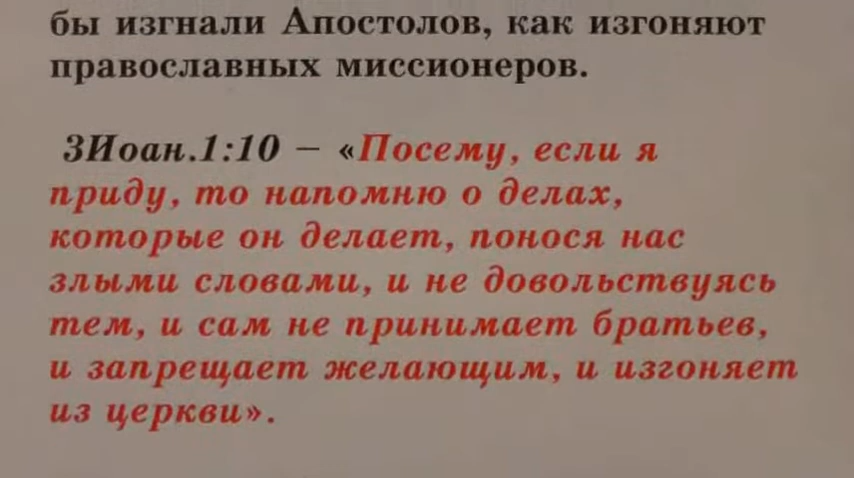 бы изгнали Апостолов, как изгоняют
православных миссионеров.
3Иоан.1:10 – «Посему, если я
приду, то напомню о делах,
которые он делает, понося нас
злыми словами, и не довольствуясь
тем, и сам не принимает братьев,
и запрещает желающим, и изгоняет
из церкви».